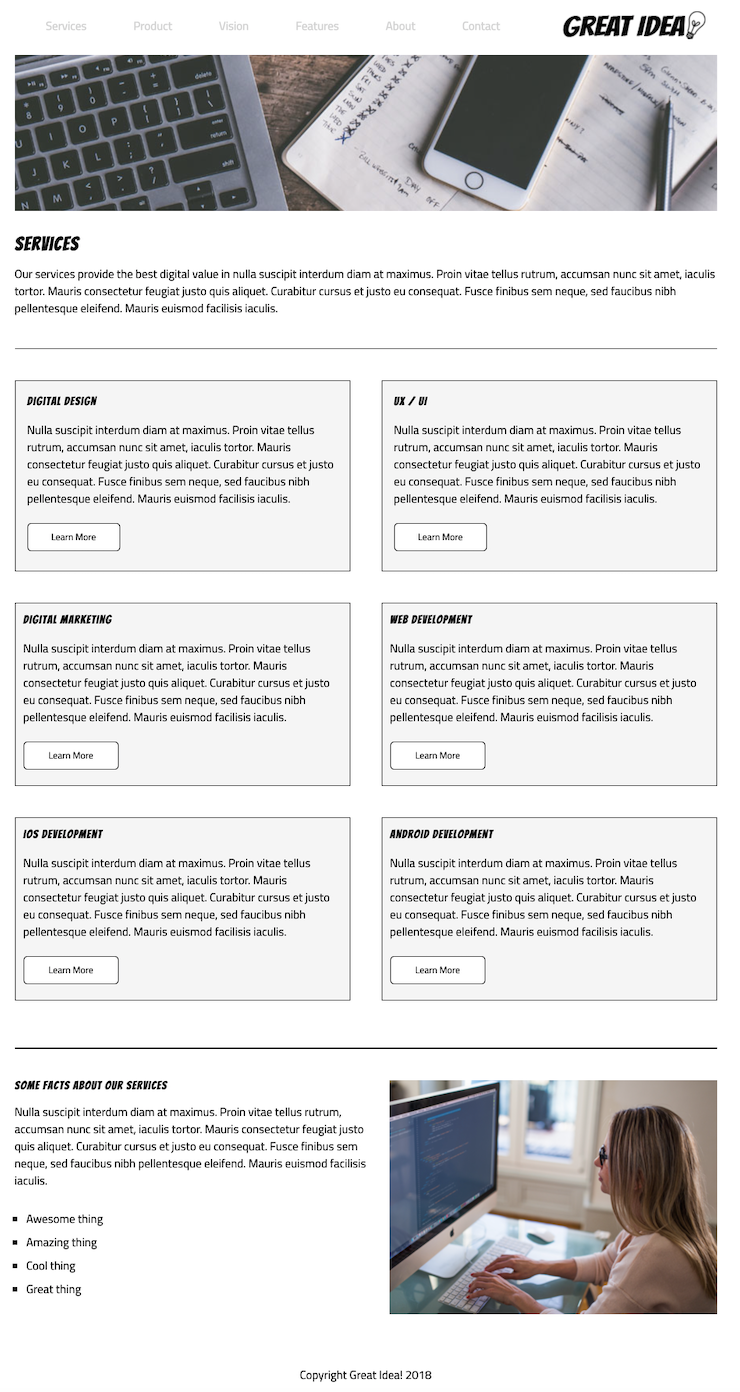 Services Product Vision Features About Contact GREAT IDEA
delete
return
shift
SERVICES
Our services provide the best digital value in nulla suscipit interdum diam at maximus. Proin vitae tellus rutrum, accumsan nunc sit amet, iaculis
tortor. Mauris consectetur feugiat justo quis aliquet. Curabitur cursus et justo eu consequat. Fusce finibus sem neque, sed faucibus nibh
pellentesque eleifend. Mauris euismod facilisis iaculis.
DIGITAL DESIGN
Nulla suscipit interdum diam at maximus. Proin vitae tellus
rutrum, accumsan nunc sit amet, iaculis tortor. Mauris
consectetur feugiat justo quis aliquet. Curabitur cursus et justo
eu consequat. Fusce finibus sem neque, sed faucibus nibh
pellentesque eleifend. Mauris euismod facilisis iaculis.
Learn More
UX / UI
Nulla suscipit interdum diam at maximus. Proin vitae tellus
rutrum, accumsan nunc sit amet, iaculis tortor. Mauris
consectetur feugiat justo quis aliquet. Curabitur cursus et justo
eu consequat. Fusce finibus sem neque, sed faucibus nibh
pellentesque eleifend. Mauris euismod facilisis iaculis.
Learn More
DIGITAL MARKETING
Nulla suscipit interdum diam at maximus. Proin vitae tellus
rutrum, accumsan nunc sit amet, iaculis tortor. Mauris
consectetur feugiat justo quis aliquet. Curabitur cursus et justo
eu consequat. Fusce finibus sem neque, sed faucibus nibh
pellentesque eleifend. Mauris euismod facilisis iaculis.
Learn More
WEB DEVELOPMENT
Nulla suscipit interdum diam at maximus. Proin vitae tellus
rutrum, accumsan nunc sit amet, iaculis tortor. Mauris
consectetur feugiat justo quis aliquet. Curabitur cursus et justo
eu consequat. Fusce finibus sem neque, sed faucibus nibh
pellentesque eleifend. Mauris euismod facilisis iaculis.
Learn More
IOS DEVELOPMENT
Nulla suscipit interdum diam at maximus. Proin vitae tellus
rutrum, accumsan nunc sit amet, iaculis tortor. Mauris
consectetur feugiat justo quis aliquet. Curabitur cursus et justo
eu consequat. Fusce finibus sem neque, sed faucibus nibh
pellentesque eleifend. Mauris euismod facilisis iaculis.
Learn More
ANDROID DEVELOPMENT
Nulla suscipit interdum diam at maximus. Proin vitae tellus
rutrum, accumsan nunc sit amet, iaculis tortor. Mauris
consectetur feugiat justo quis aliquet. Curabitur cursus et justo
eu consequat. Fusce finibus sem neque, sed faucibus nibh
pellentesque eleifend. Mauris euismod facilisis iaculis.
Learn More
SOME FACTS ABOUT OUR SERVICES
Nulla suscipit interdum diam at maximus. Proin vitae tellus rutrum,
accumsan nunc sit amet, iaculis tortor. Mauris consectetur feugiat justo
quis aliquet. Curabitur cursus et justo eu consequat. Fusce finibus sem
neque, sed faucibus nibh pellentesque eleifend. Mauris euismod facilisis
iaculis.
Awesome thing
Amazing thing
Cool thing
Great thing
Copyright Great Idea! 2018